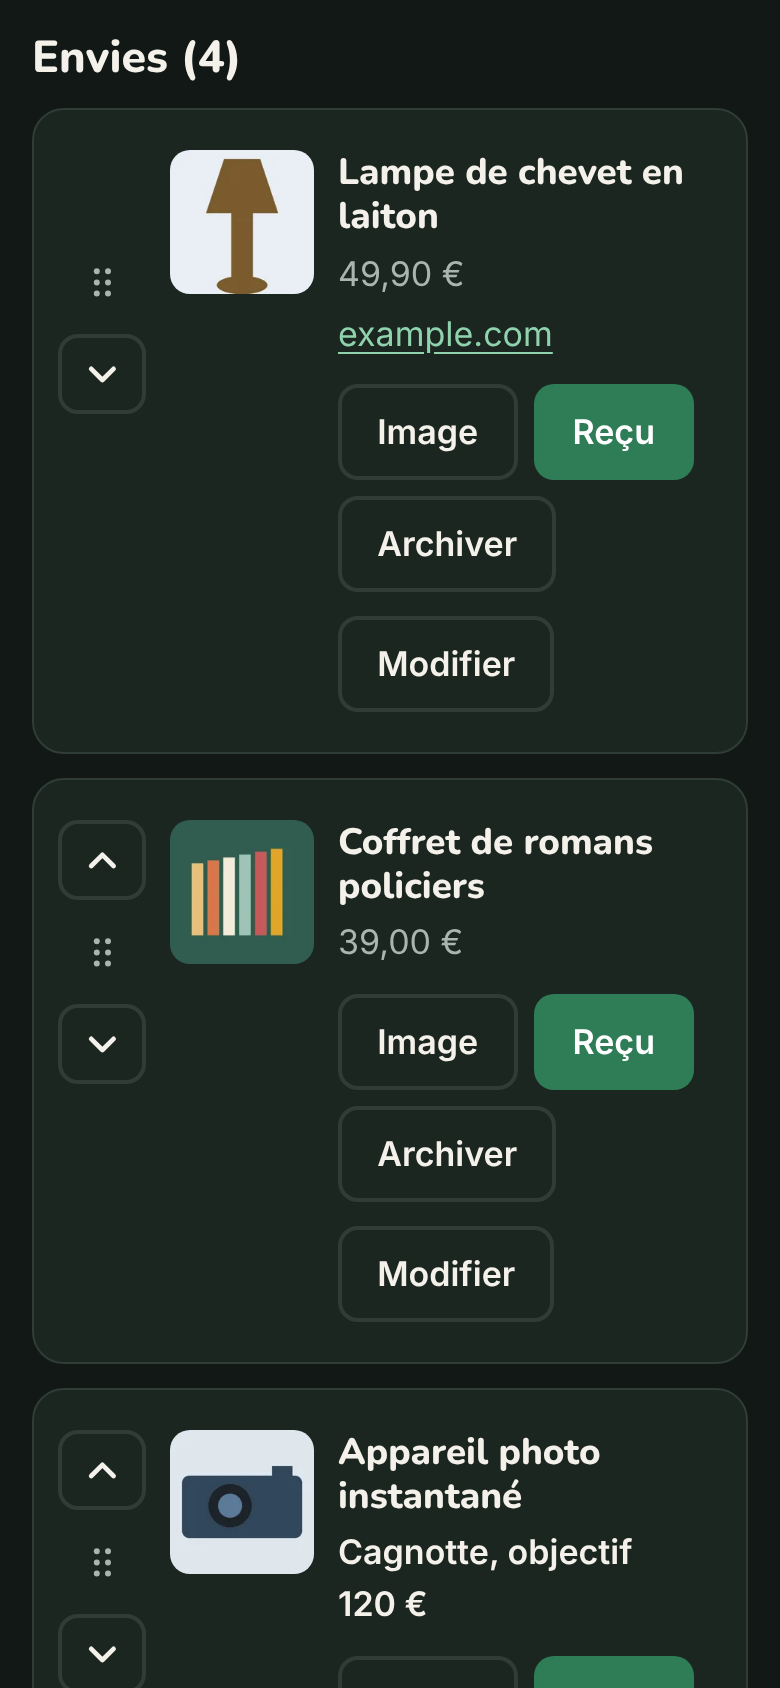 Envies (4)
Lampe de chevet en
laiton
49,90 €
example.com
Image
Reçu
Archiver
Modifier
Coffret de romans
policiers
39,00 €
Image
Reçu
Archiver
Modifier
Appareil photo
instantané
Cagnotte, objectif
120 €